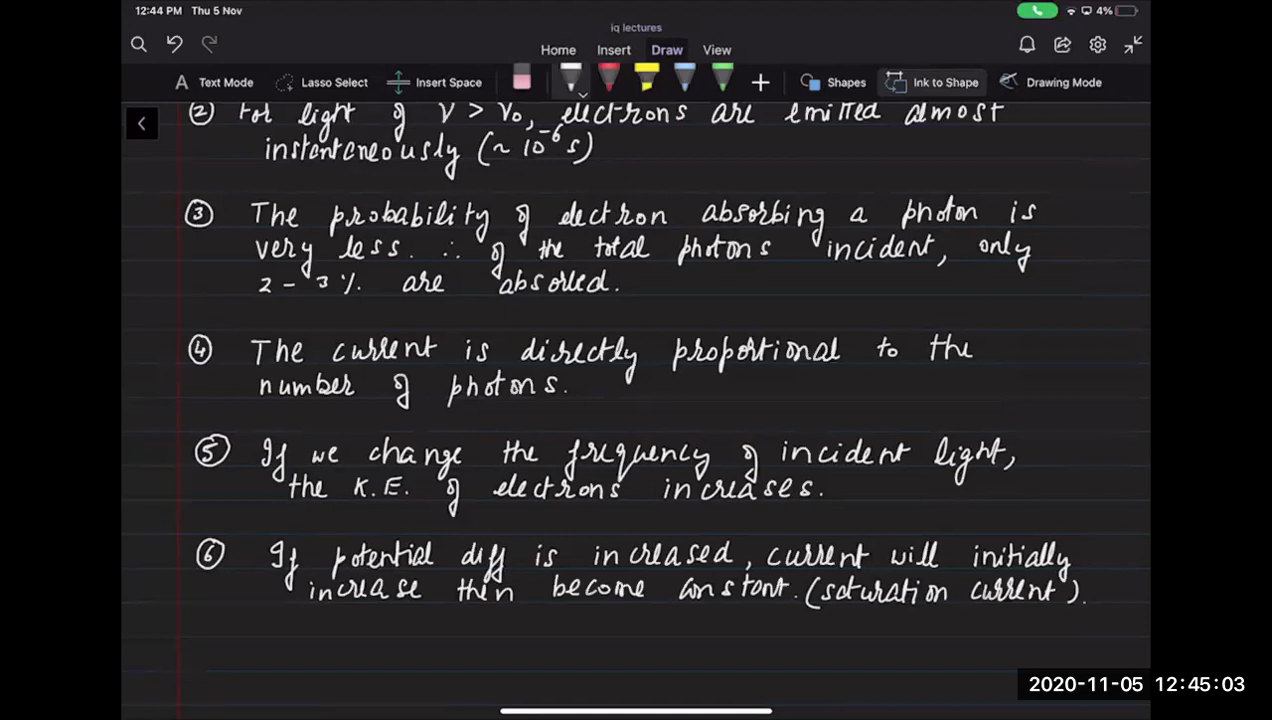 12:44 PM Thu 5 Nov
4%
iq lectures
Home Insert Draw View
Text Mode Lasso Select Insert Space Shapes Ink to Shape Drawing Mode
② For light of ν > ν₀, electrons are emitted almost
instantaneously (~ 10⁻⁶ s)
③ The probability of electron absorbing a photon is
very less. ∴ of the total photons incident, only
2 - 3 % are absorbed.
④ The current is directly proportional to the
number of photons.
⑤ If we change the frequency of incident light,
the K.E. of electrons increases.
⑥ If potential diff is increased, current will initially
increase then become constant. (saturation current).
2020-11-05 12:45:03